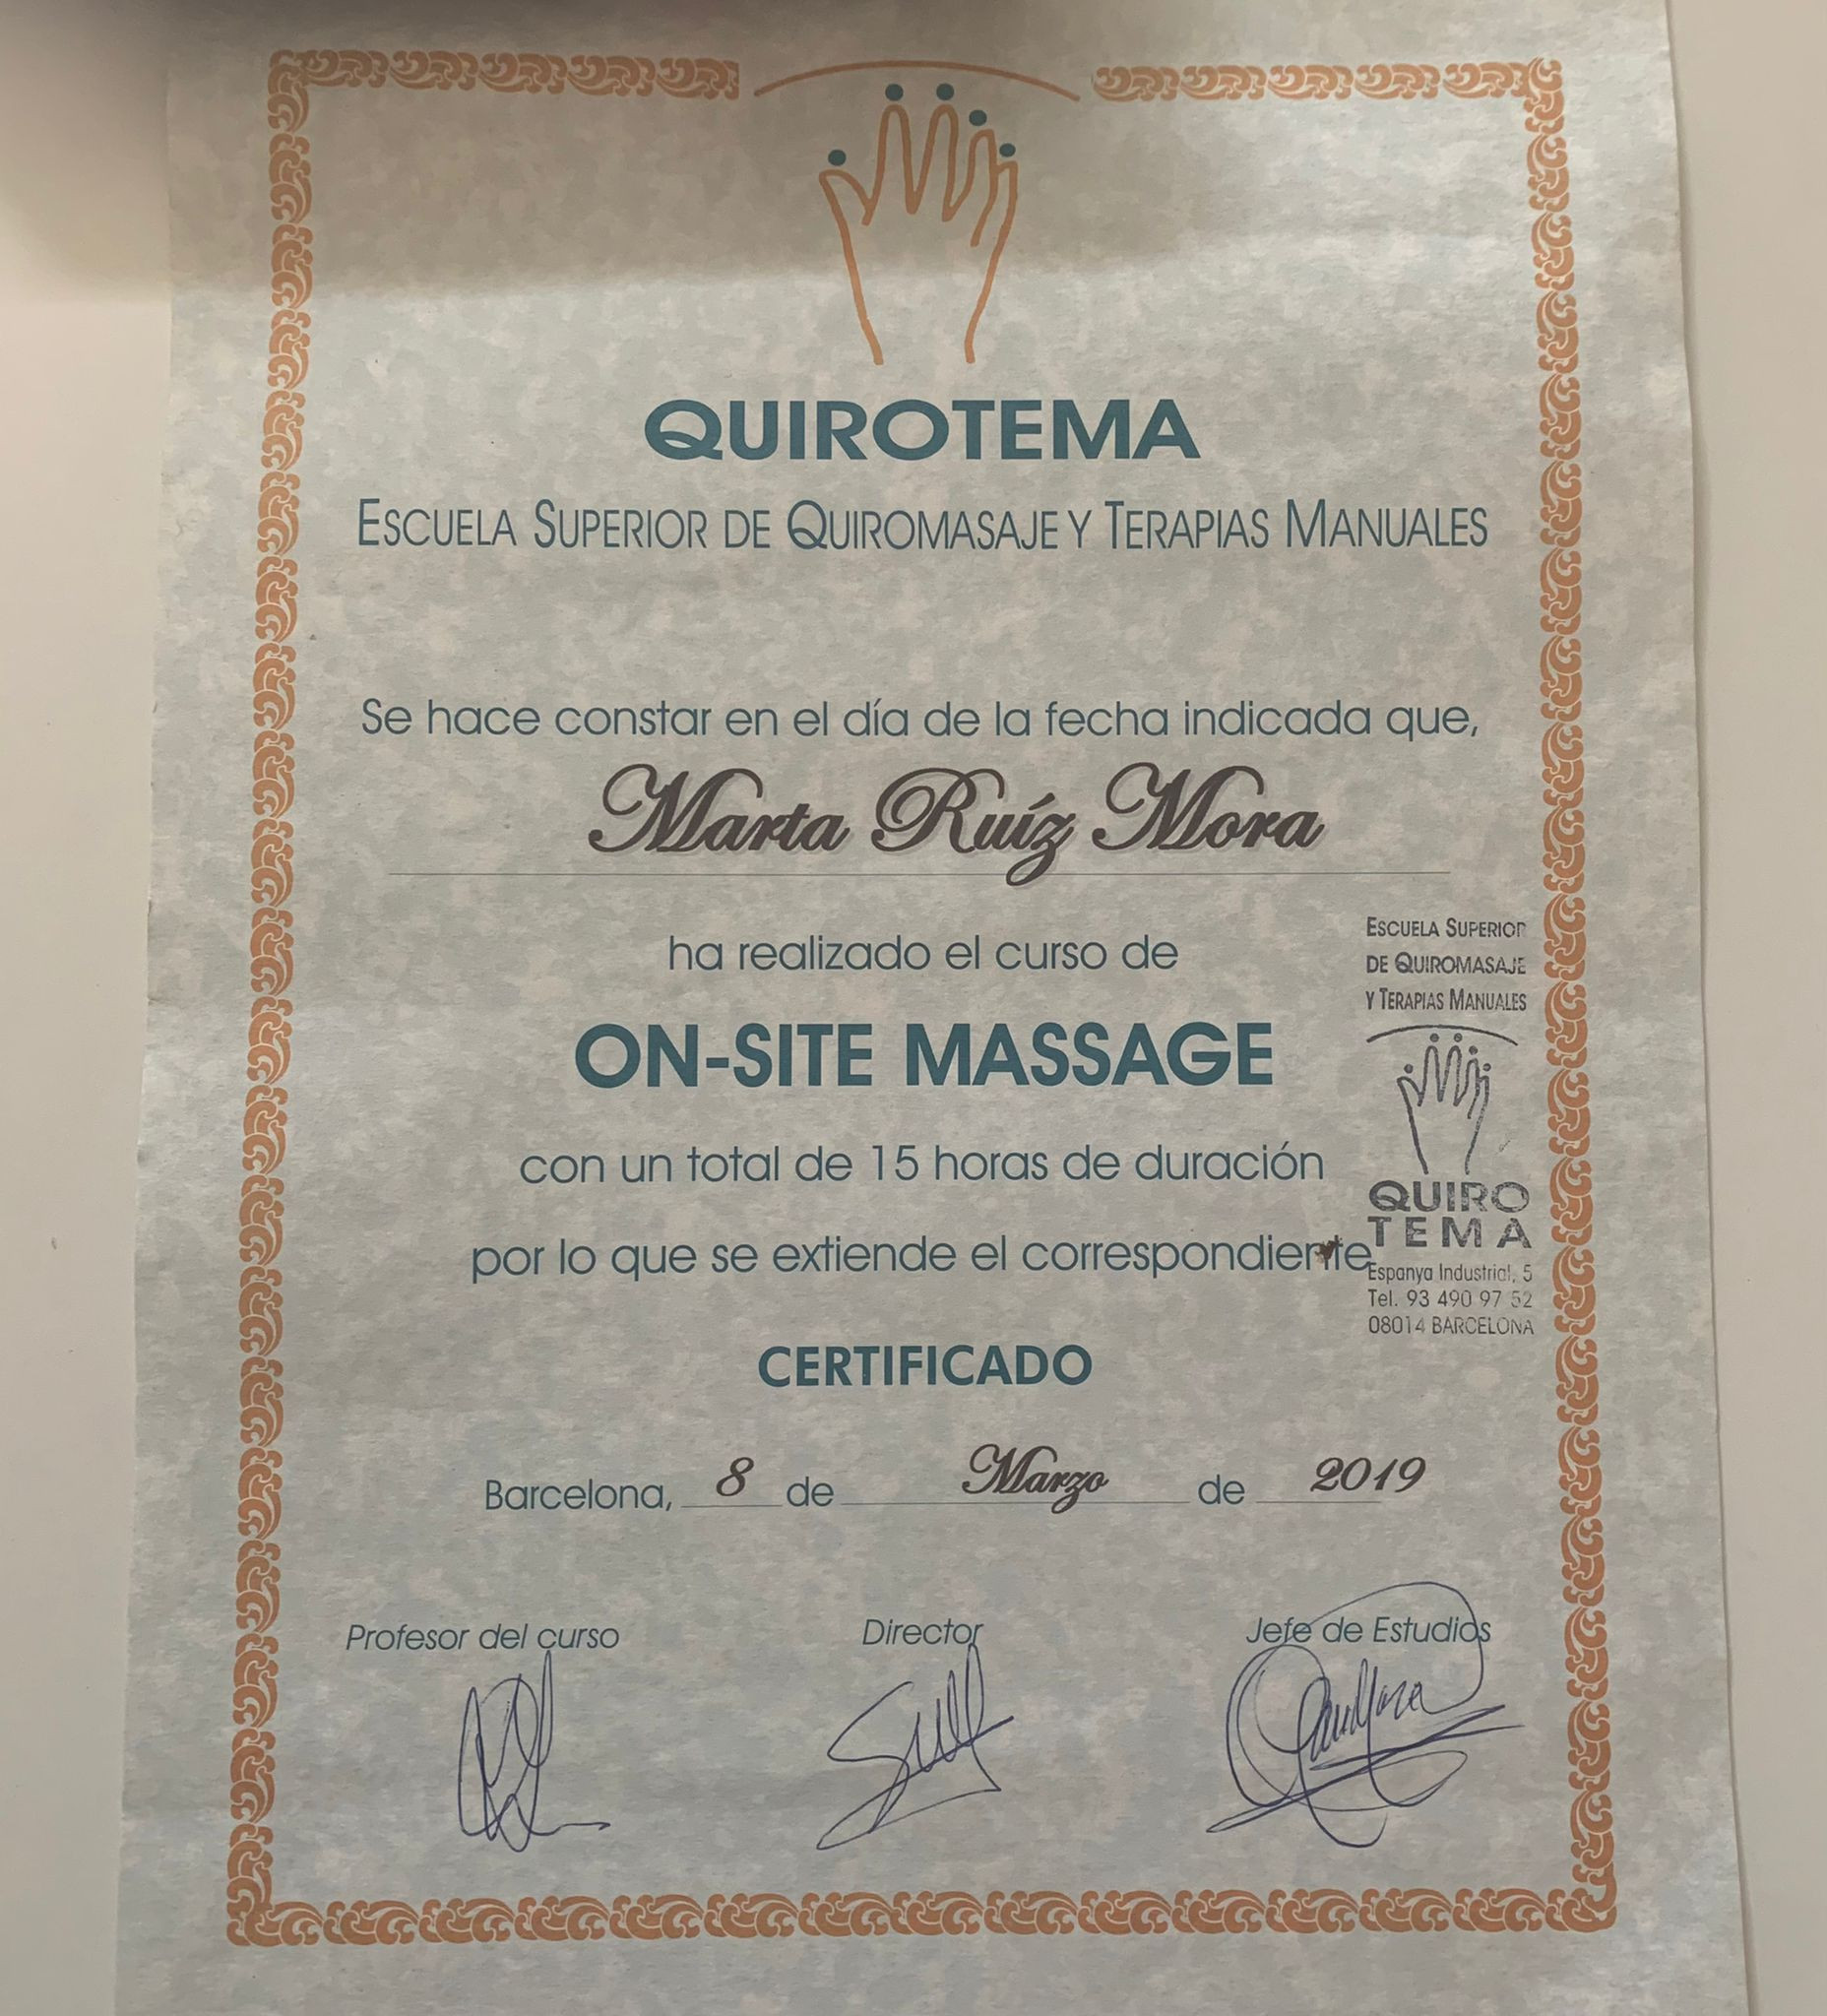 QUIROTEMA
ESCUELA SUPERIOR DE QUIROMASAJE Y TERAPIAS MANUALES
Se hace constar en el día de la fecha indicada que,
Marta Ruíz Mora
ha realizado el curso de
ON-SITE MASSAGE
con un total de 15 horas de duración
por lo que se extiende el correspondiente
CERTIFICADO
ESCUELA SUPERIOR
DE QUIROMASAJE
Y TERAPIAS MANUALES
QUIRO
TEMA
Espanya Industrial, 5
Tel. 93 490 97 52
08014 BARCELONA
Barcelona, 8 de Marzo de 2019
Profesor del curso Director Jefe de Estudios